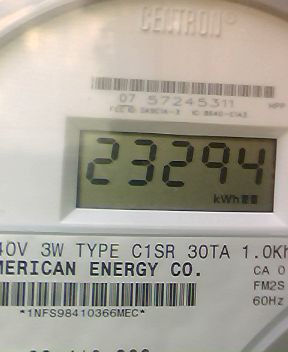 CENTRON®
07 57245311
23294
kWh
40V 3W TYPE C1SR 30TA 1.0Kh
MERICAN ENERGY CO.
CA 0
FM2S
60Hz
*1NFS98410366MEC*